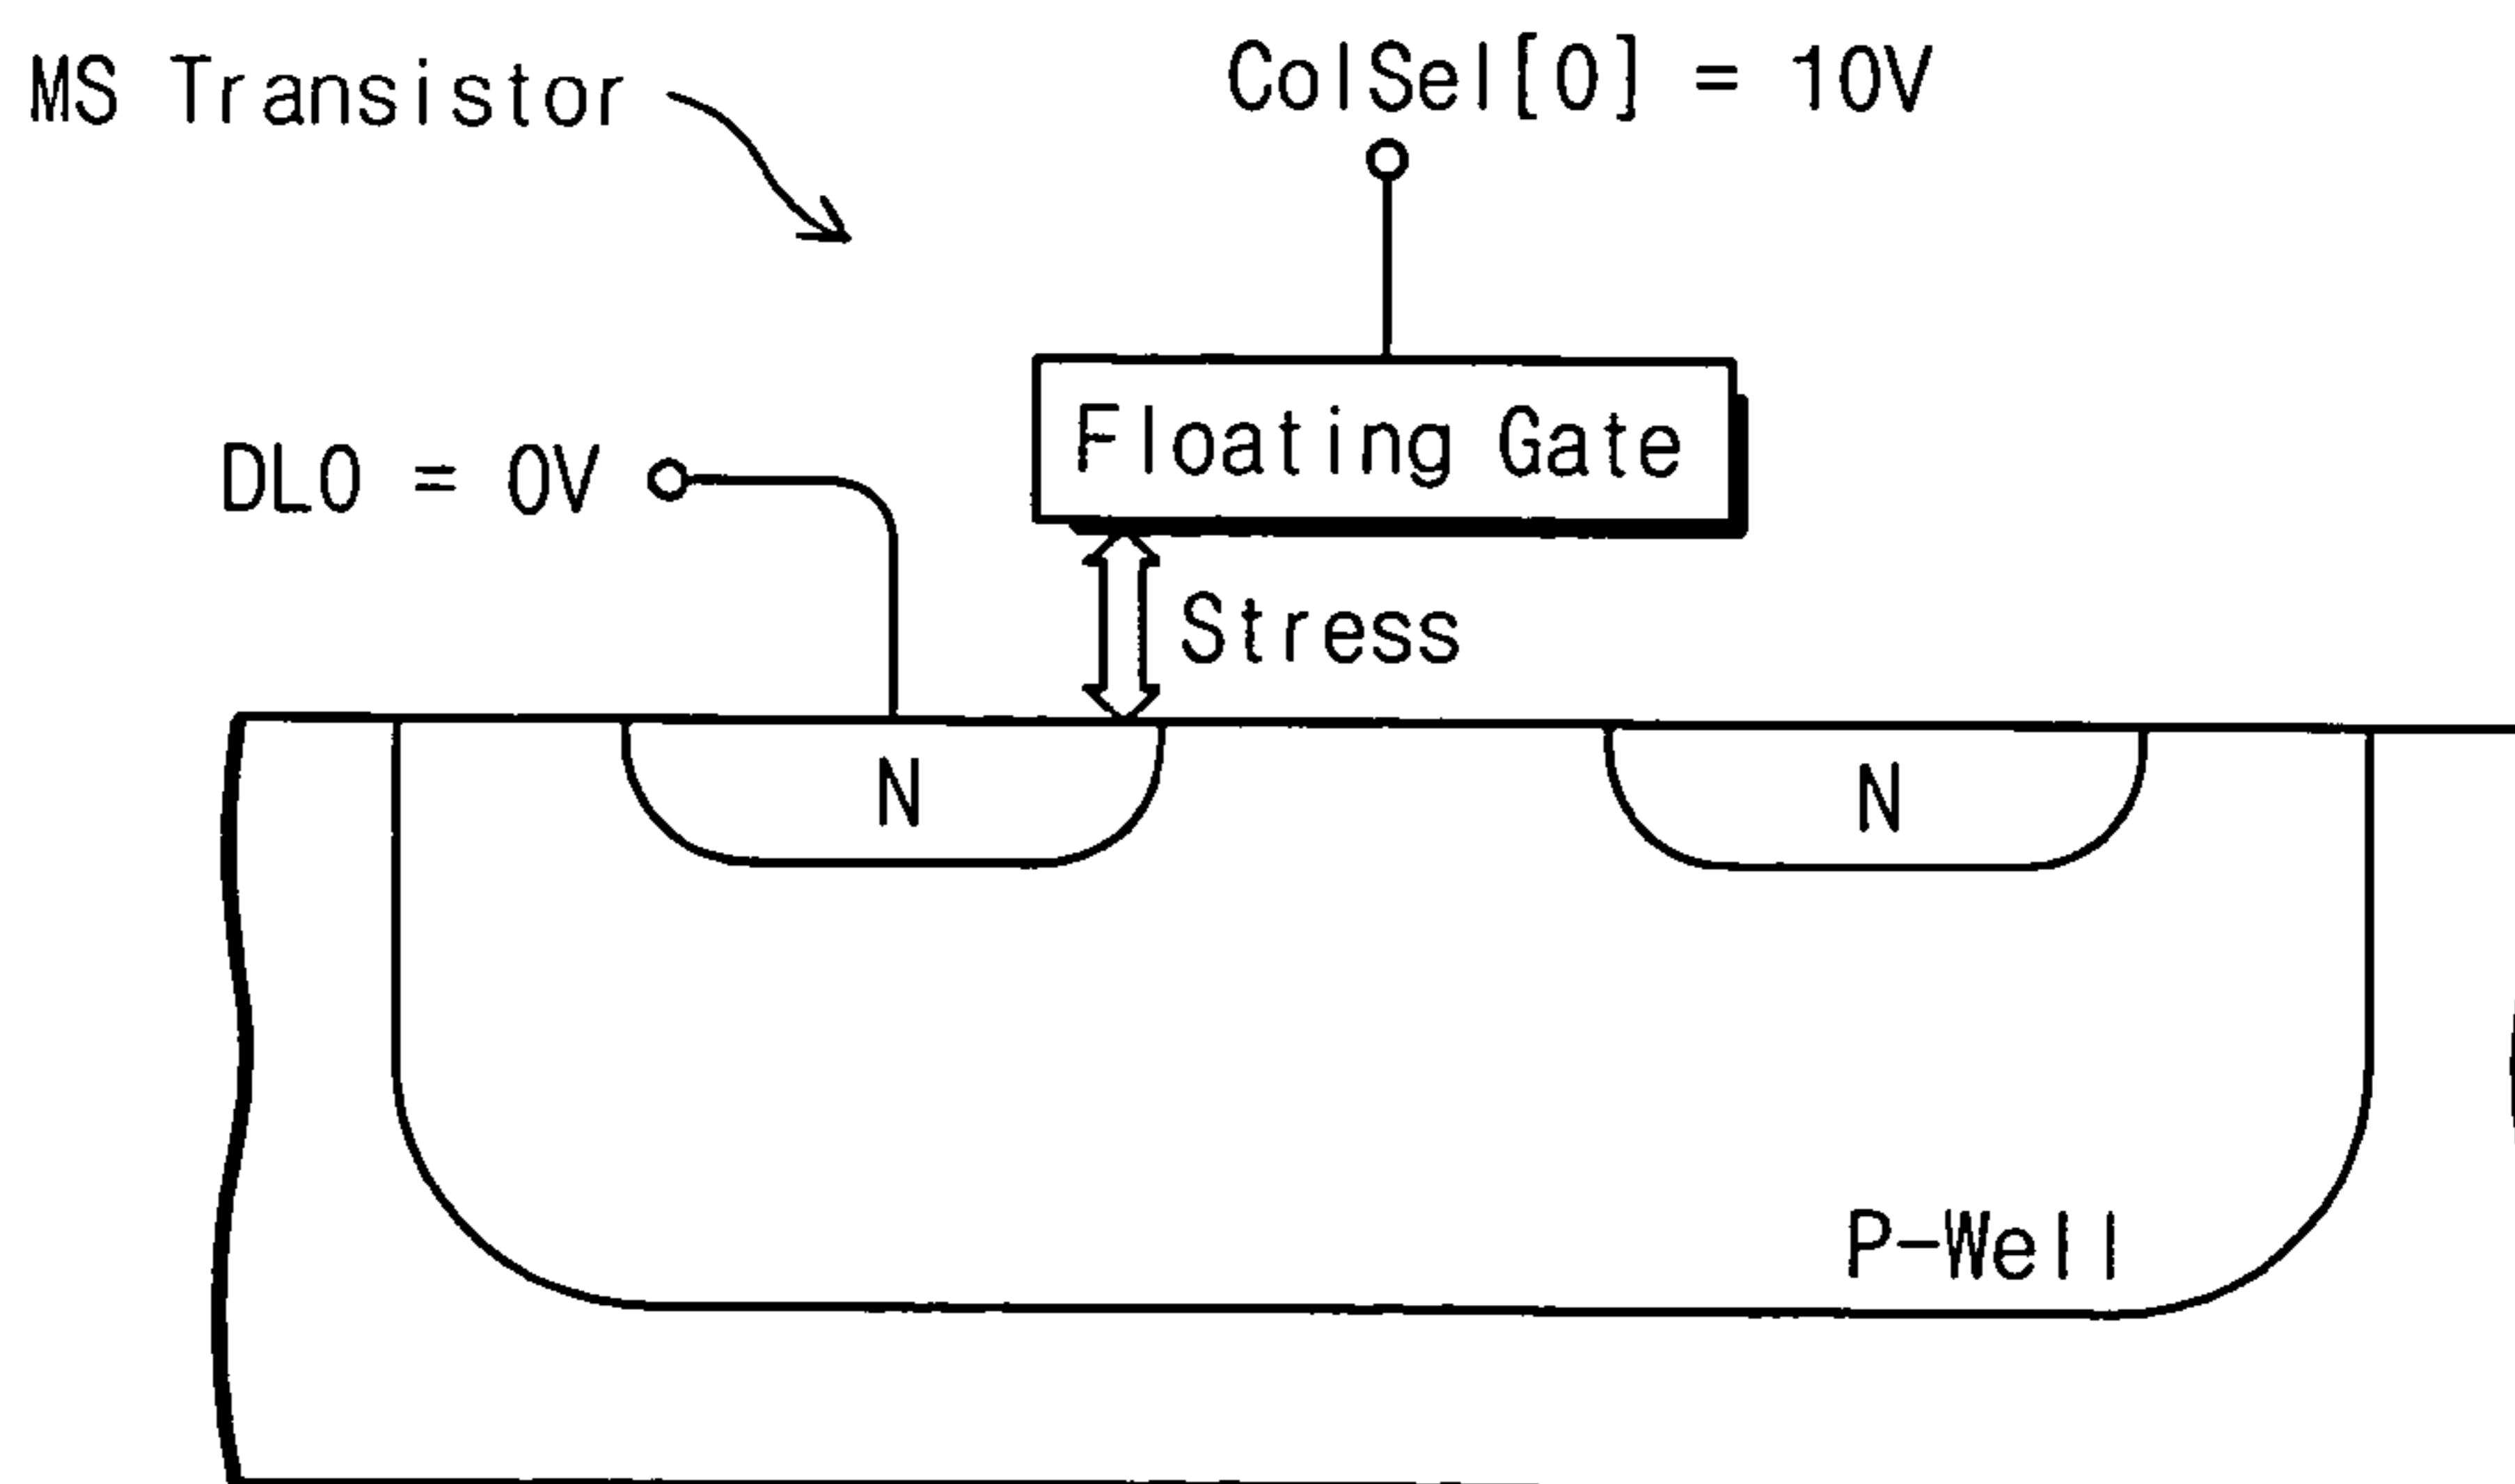 MS Transistor
ColSel[0] = 10V
Floating Gate
DL0 = 0V
Stress
N
N
P-Well